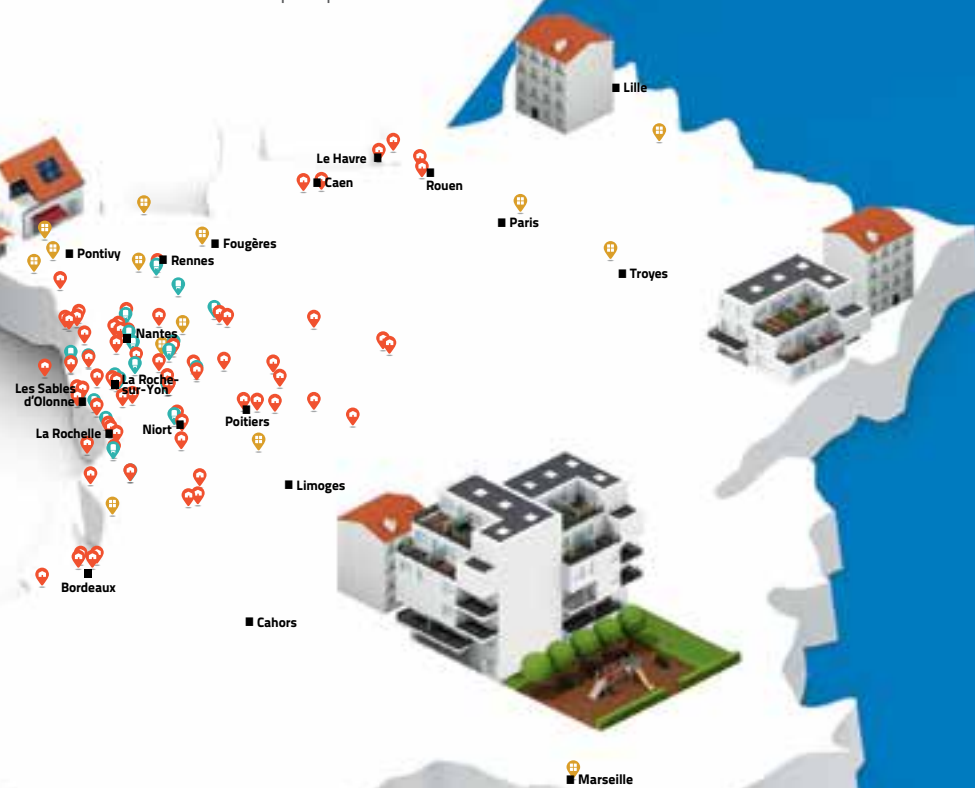 Lille
Le Havre
Caen
Rouen
Paris
Fougères
Pontivy
Rennes
Troyes
Nantes
La Roche-
sur-Yon
Les Sables
d'Olonne
Poitiers
La Rochelle
Niort
Limoges
Bordeaux
Cahors
Marseille